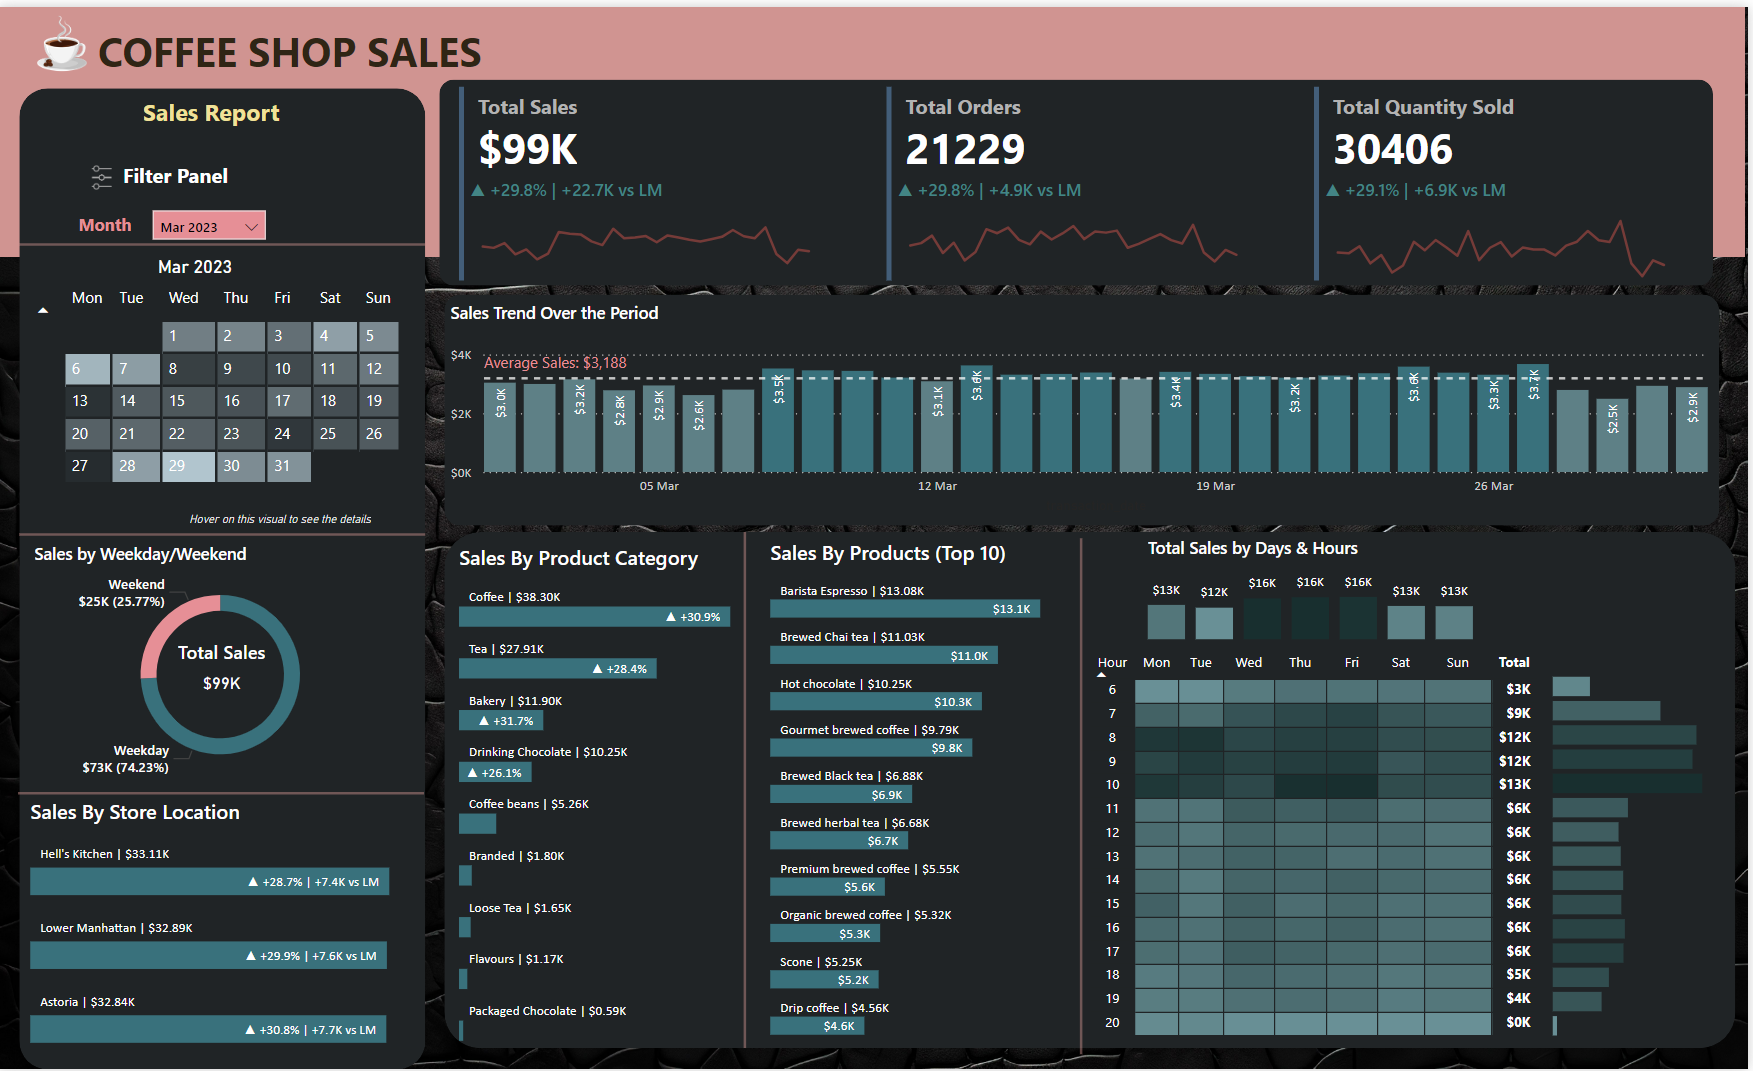 COFFEE SHOP SALES
Sales Report
Filter Panel
Month
Mar 2023
Mar 2023
Mon Tue Wed Thu Fri Sat Sun
1 2 3 4 5
6 7 8 9 10 11 12
13 14 15 16 17 18 19
20 21 22 23 24 25 26
27 28 29 30 31
Hover on this visual to see the details
Sales by Weekday/Weekend
Weekend
$25K (25.77%)
Total Sales
$99K
Weekday
$73K (74.23%)
Sales By Store Location
Hell's Kitchen | $33.11K
▲ +28.7% | +7.4K vs LM
Lower Manhattan | $32.89K
▲ +29.9% | +7.6K vs LM
Astoria | $32.84K
▲ +30.8% | +7.7K vs LM
Total Sales
$99K
▲ +29.8% | +22.7K vs LM
Total Orders
21229
▲ +29.8% | +4.9K vs LM
Total Quantity Sold
30406
▲ +29.1% | +6.9K vs LM
Sales Trend Over the Period
$4K
Average Sales: $3,188
$2K
$0K
$3.0K $3.2K $2.8K $2.9K $2.6K $3.5K $3.1K $3.6K $3.4K $3.2K $3.6K $3.3K $3.7K $2.5K $2.9K
05 Mar 12 Mar 19 Mar 26 Mar
Sales By Product Category
Coffee | $38.30K
▲ +30.9%
Tea | $27.91K
▲ +28.4%
Bakery | $11.90K
▲ +31.7%
Drinking Chocolate | $10.25K
▲ +26.1%
Coffee beans | $5.26K
Branded | $1.80K
Loose Tea | $1.65K
Flavours | $1.17K
Packaged Chocolate | $0.59K
Sales By Products (Top 10)
Barista Espresso | $13.08K
$13.1K
Brewed Chai tea | $11.03K
$11.0K
Hot chocolate | $10.25K
$10.3K
Gourmet brewed coffee | $9.79K
$9.8K
Brewed Black tea | $6.88K
$6.9K
Brewed herbal tea | $6.68K
$6.7K
Premium brewed coffee | $5.55K
$5.6K
Organic brewed coffee | $5.32K
$5.3K
Scone | $5.25K
$5.2K
Drip coffee | $4.56K
$4.6K
Total Sales by Days & Hours
$13K $12K $16K $16K $16K $13K $13K
Hour Mon Tue Wed Thu Fri Sat Sun Total
6 $3K
7 $9K
8 $12K
9 $12K
10 $13K
11 $6K
12 $6K
13 $6K
14 $6K
15 $6K
16 $6K
17 $6K
18 $5K
19 $4K
20 $0K